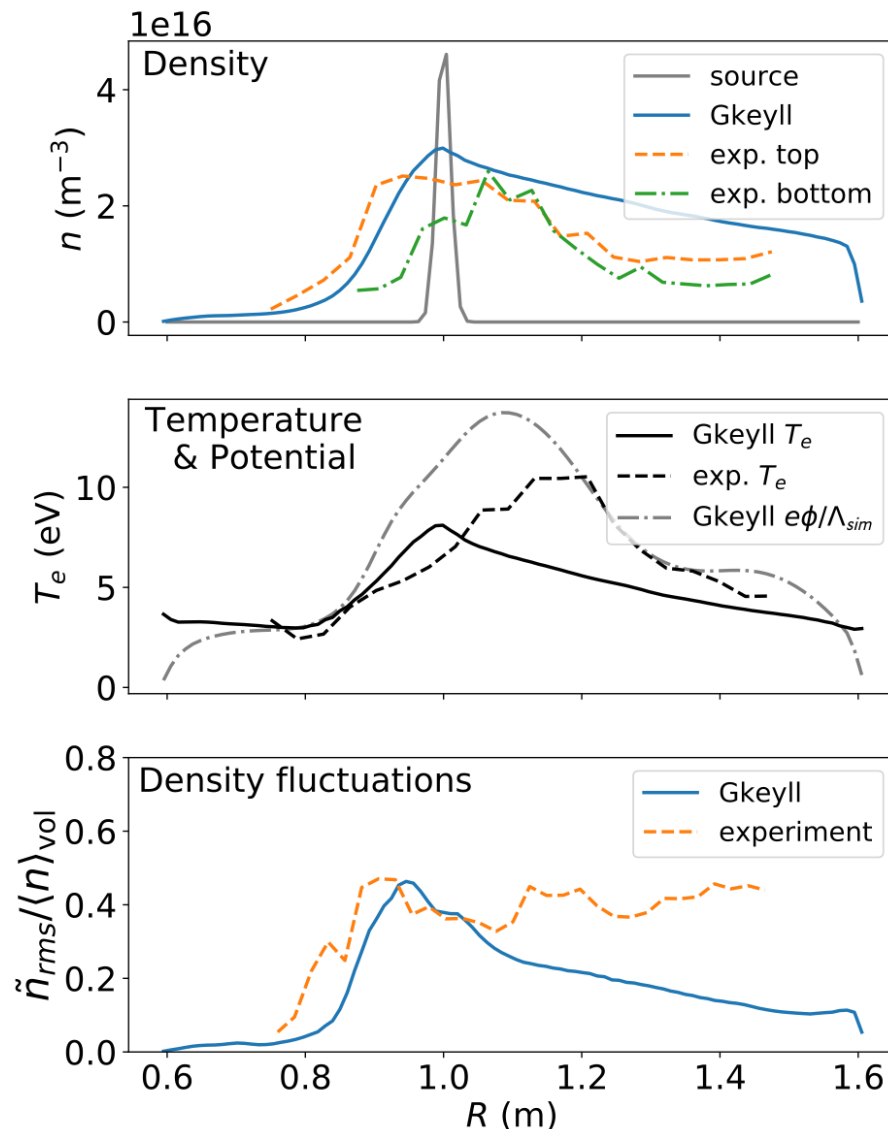 1e16
Density
source
Gkeyll
exp. top
exp. bottom
n (m⁻³)
4
2
0
Temperature
& Potential
Gkeyll Tₑ
exp. Tₑ
Gkeyll eϕ/Λ_sim
Tₑ (eV)
10
5
0
Density fluctuations
Gkeyll
experiment
ñ_rms/⟨n⟩_vol
0.8
0.6
0.4
0.2
0.0
0.6 0.8 1.0 1.2 1.4 1.6
R (m)